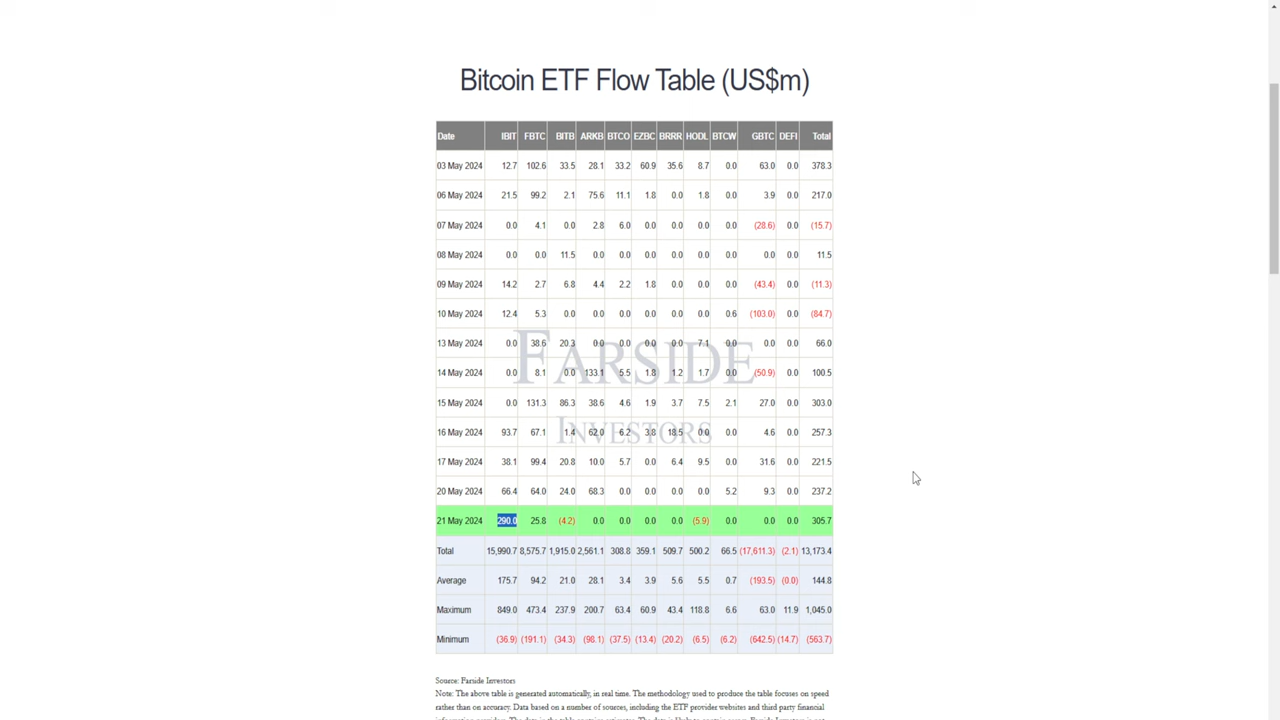 Bitcoin ETF Flow Table (US$m)
Date IBIT FBTC BITB ARKB BTCO EZBC BRRR HODL BTCW GBTC DEFI Total
03 May 2024 12.7 102.6 33.5 28.1 33.2 60.9 35.6 8.7 0.0 63.0 0.0 378.3
06 May 2024 21.5 99.2 2.1 75.6 11.1 1.8 0.0 1.8 0.0 3.9 0.0 217.0
07 May 2024 0.0 4.1 0.0 2.8 6.0 0.0 0.0 0.0 0.0 (28.6) 0.0 (15.7)
08 May 2024 0.0 0.0 11.5 0.0 0.0 0.0 0.0 0.0 0.0 0.0 0.0 11.5
09 May 2024 14.2 2.7 6.8 4.4 2.2 1.8 0.0 0.0 0.0 (43.4) 0.0 (11.3)
10 May 2024 12.4 5.3 0.0 0.0 0.0 0.0 0.0 0.0 0.6 (103.0) 0.0 (84.7)
13 May 2024 0.0 38.6 20.3 0.0 0.0 0.0 0.0 7.1 0.0 0.0 0.0 66.0
FARSIDE
14 May 2024 0.0 8.1 0.0 133.1 5.5 1.8 1.2 1.7 0.0 (50.9) 0.0 100.5
15 May 2024 0.0 131.3 86.3 38.6 4.6 1.9 3.7 7.5 2.1 27.0 0.0 303.0
16 May 2024 93.7 67.1 1.4 62.0 6.2 3.8 18.5 0.0 0.0 4.6 0.0 257.3
INVESTORS
17 May 2024 38.1 99.4 20.8 10.0 5.7 0.0 6.4 9.5 0.0 31.6 0.0 221.5
20 May 2024 66.4 64.0 24.0 68.3 0.0 0.0 0.0 0.0 5.2 9.3 0.0 237.2
21 May 2024 290.0 25.8 (4.2) 0.0 0.0 0.0 0.0 (5.9) 0.0 0.0 0.0 305.7
Total 15,990.7 8,575.7 1,915.0 2,561.1 308.8 359.1 509.7 500.2 66.5 (17,611.3) (2.1) 13,173.4
Average 175.7 94.2 21.0 28.1 3.4 3.9 5.6 5.5 0.7 (193.5) (0.0) 144.8
Maximum 849.0 473.4 237.9 200.7 63.4 60.9 43.4 118.8 6.6 63.0 11.9 1,045.0
Minimum (36.9) (191.1) (34.3) (98.1) (37.5) (13.4) (20.2) (6.5) (6.2) (642.5) (14.7) (563.7)
Source: Farside Investors
Note: The above table is generated automatically, in real time. The methodology used to produce the table focuses on speed
rather than on accuracy. Data based on a number of sources, including the ETF provider websites and third party financial